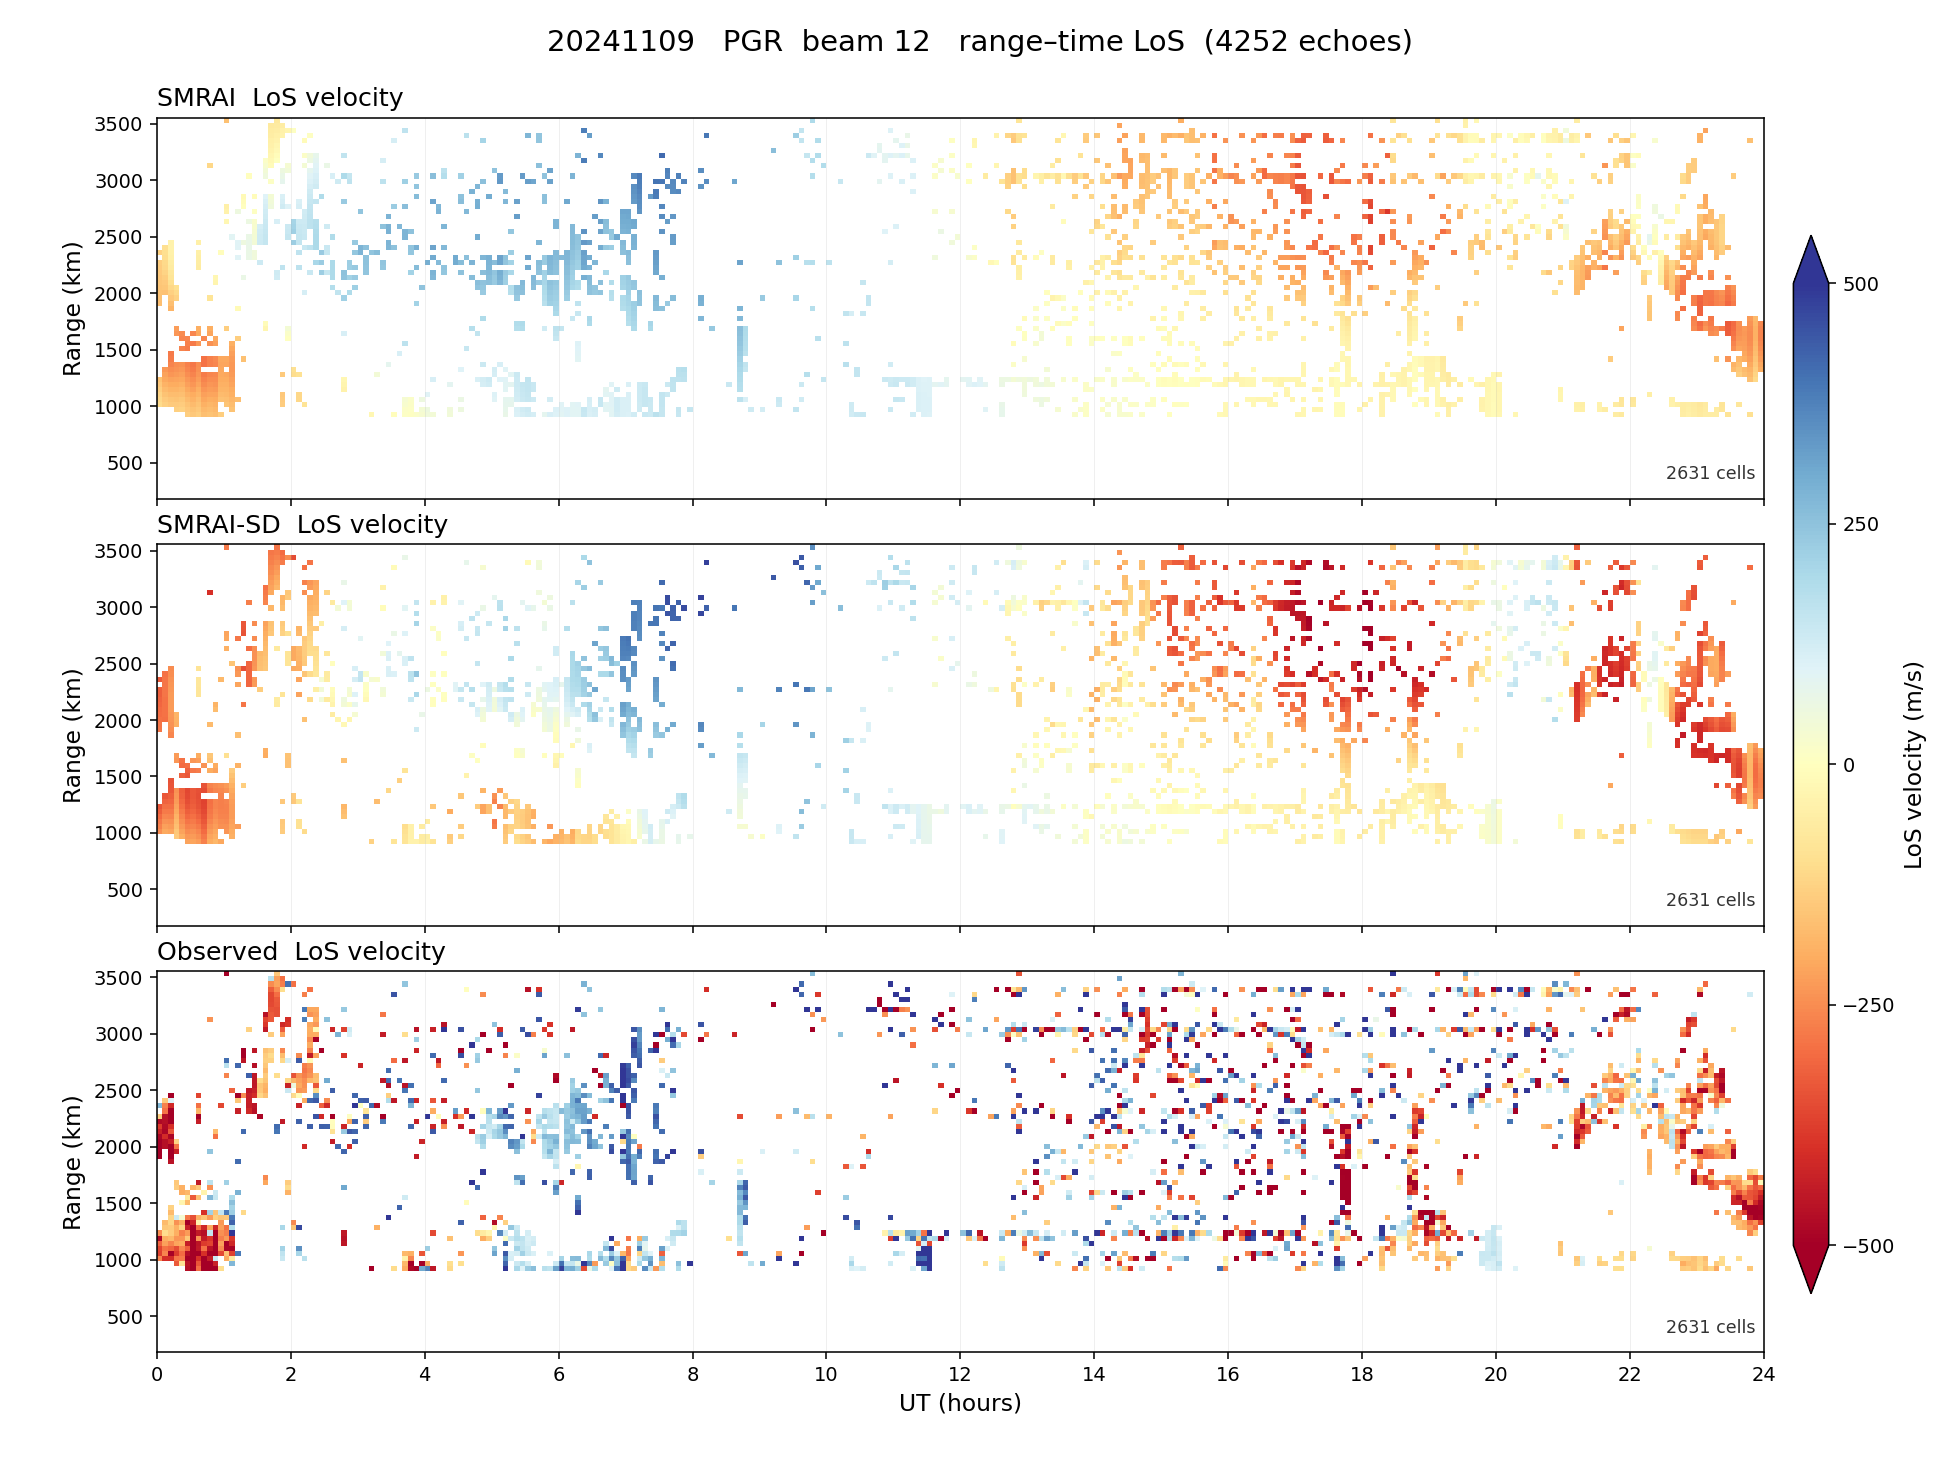 20241109   PGR  beam 12   range–time LoS  (4252 echoes)
SMRAI  LoS velocity
3500
3000
2500
2000
1500
1000
500
Range (km)
2631 cells
SMRAI-SD  LoS velocity
3500
3000
2500
2000
1500
1000
500
Range (km)
2631 cells
Observed  LoS velocity
3500
3000
2500
2000
1500
1000
500
Range (km)
2631 cells
0 2 4 6 8 10 12 14 16 18 20 22 24
UT (hours)
500
250
0
−250
−500
LoS velocity (m/s)